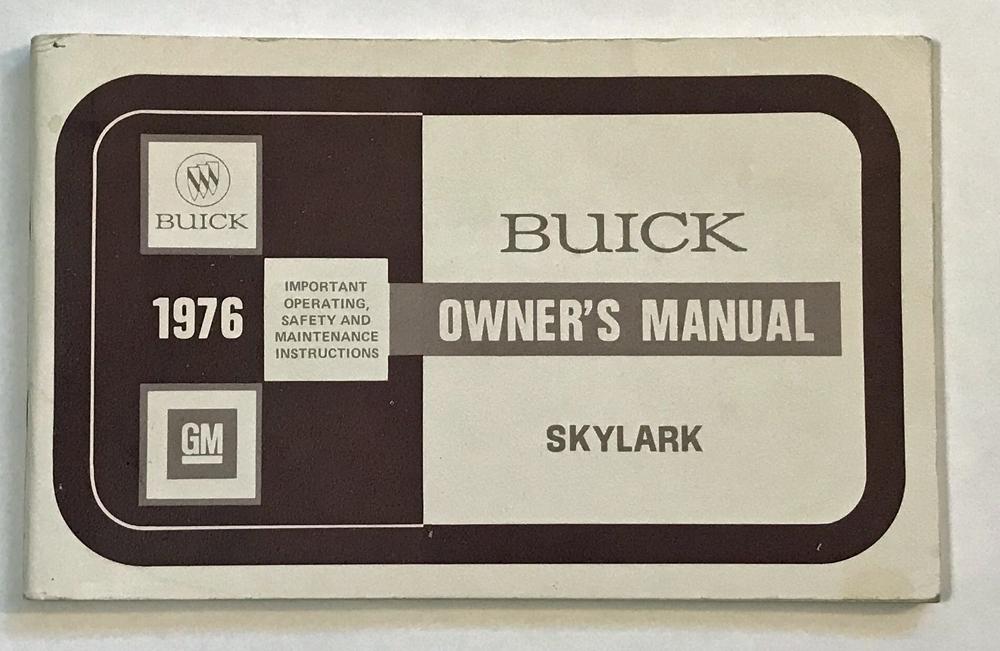 BUICK
1976
IMPORTANT
OPERATING,
SAFETY AND
MAINTENANCE
INSTRUCTIONS
GM
BUICK
OWNER'S MANUAL
SKYLARK